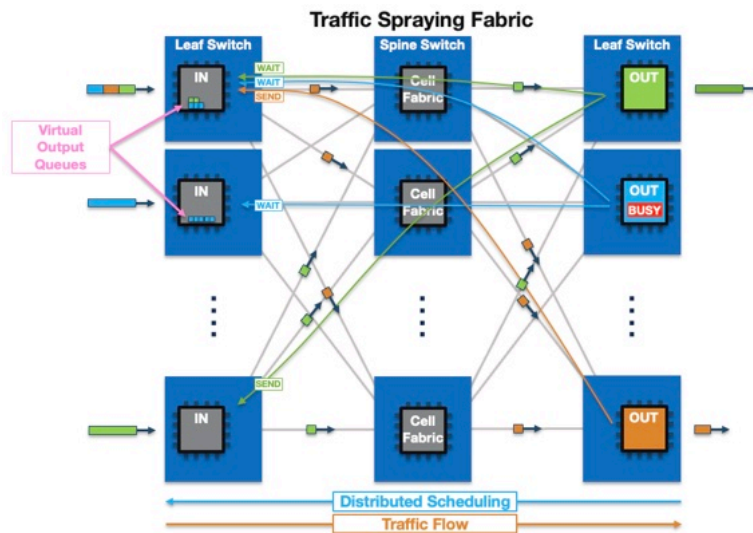 Traffic Spraying Fabric
Leaf Switch
Spine Switch
Leaf Switch
IN
WAIT
WAIT
SEND
Cell
Fabric
OUT
Virtual
Output
Queues
IN
WAIT
Cell
Fabric
OUT
BUSY
IN
SEND
Cell
Fabric
OUT
Distributed Scheduling
Traffic Flow